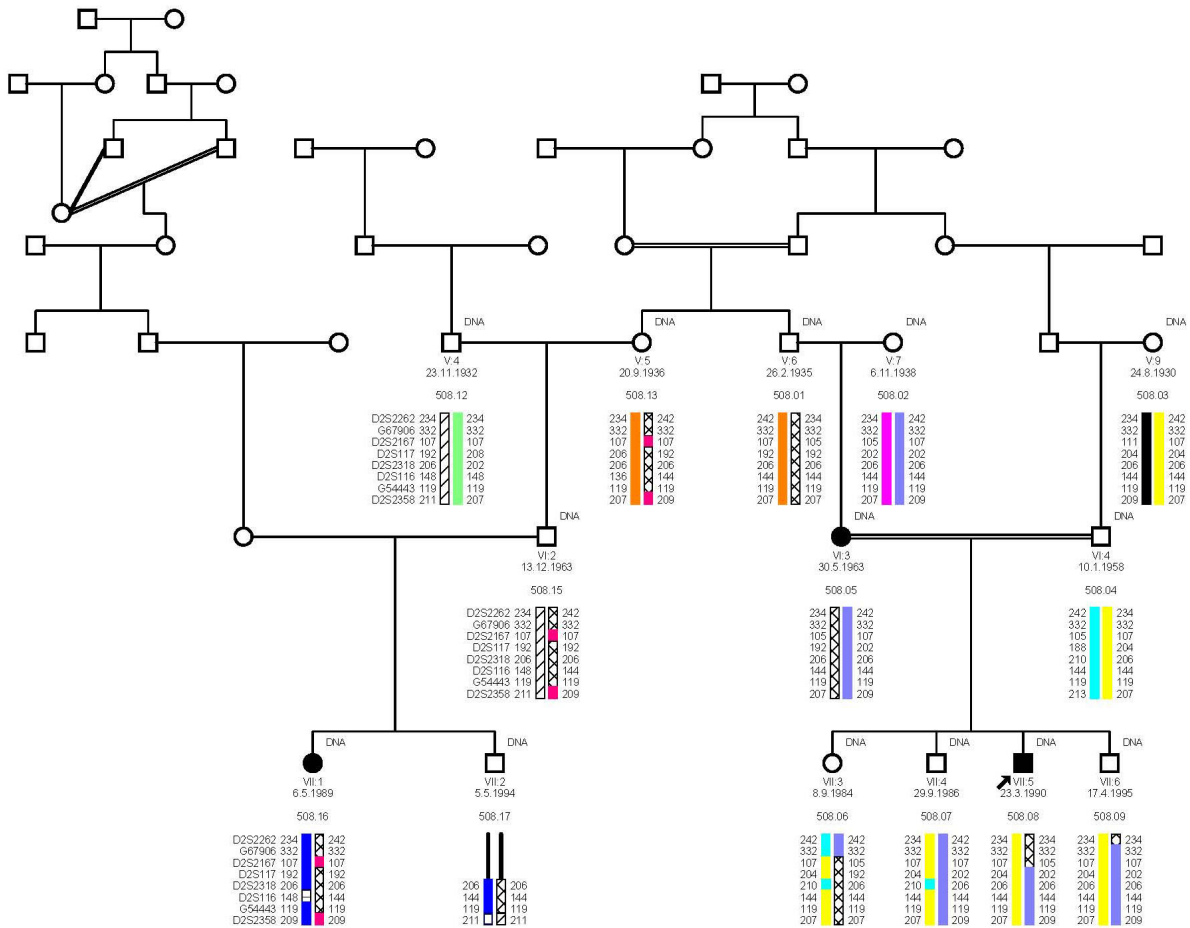 DNA DNA DNA DNA DNA
V:4 V:5 V:6 V:7 V:9
23.11.1932 20.9.1936 26.2.1935 6.11.1938 24.8.1930
508.12 508.13 508.01 508.02 508.03
D2S2262 234 234 234 242 242 234 234 242 234 242
G67906 332 332 332 332 332 332 332 332 332 332
D2S2167 107 107 107 107 107 105 105 107 111 107
D2S117 192 208 192 192 192 192 202 202 204 204
D2S2318 206 202 206 206 206 206 206 206 206 206
D2S116 148 148 136 144 144 144 144 144 144 144
G54443 119 119 119 119 119 119 119 119 119 119
D2S2358 211 207 207 209 207 207 207 209 209 207
DNA DNA DNA
VI:2 VI:3 VI:4
13.12.1963 30.5.1963 10.1.1958
508.15 508.05 508.04
D2S2262 234 242 234 242 242 234
G67906 332 332 332 332 332 332
D2S2167 107 107 105 107 105 107
D2S117 192 192 192 202 188 204
D2S2318 206 206 206 206 210 206
D2S116 148 144 144 144 144 144
G54443 119 119 119 119 119 119
D2S2358 211 209 207 209 213 207
DNA DNA DNA DNA DNA DNA
VII:1 VII:2 VII:3 VII:4 VII:5 VII:6
6.5.1989 5.5.1994 8.9.1984 29.9.1986 23.3.1990 17.4.1995
508.16 508.17 508.06 508.07 508.08 508.09
D2S2262 234 242 242 242 234 242 234 234 234 234
G67906 332 332 332 332 332 332 332 332 332 332
D2S2167 107 107 107 105 107 107 107 105 107 107
D2S117 192 192 204 192 204 202 204 202 204 202
D2S2318 206 206 206 206 210 206 210 206 206 206 206 206
D2S116 148 144 144 144 144 144 144 144 144 144 144 144
G54443 119 119 119 119 119 119 119 119 119 119 119 119
D2S2358 209 209 211 211 207 207 207 209 207 209 207 209